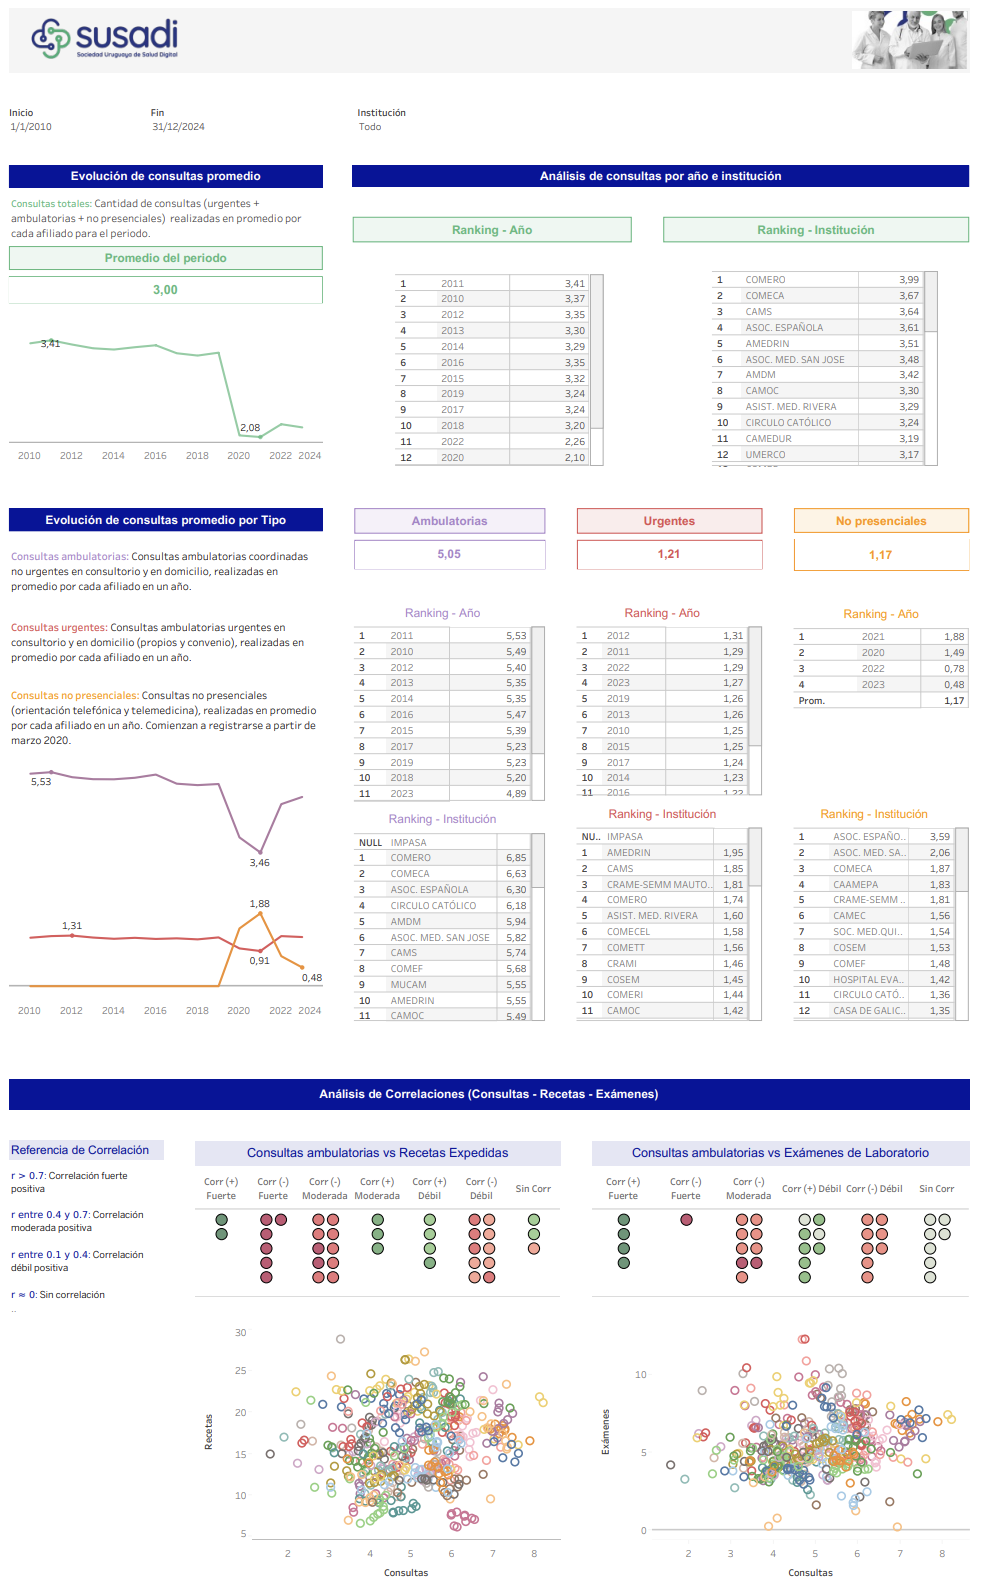 susadi
Sociedad Uruguaya de Salud Digital
Inicio
Fin
Institución
1/1/2010
31/12/2024
Todo
Evolución de consultas promedio
Consultas totales: Cantidad de consultas (urgentes +
ambulatorias + no presenciales) realizadas en promedio por
cada afiliado para el periodo.
Promedio del periodo
3,00
3,41
2,08
2010 2012 2014 2016 2018 2020 2022 2024
Análisis de consultas por año e institución
Ranking - Año
1 2011 3,41
2 2010 3,37
3 2012 3,35
4 2013 3,30
5 2014 3,29
6 2016 3,35
7 2015 3,32
8 2019 3,24
9 2017 3,24
10 2018 3,20
11 2022 2,26
12 2020 2,10
Ranking - Institución
1 COMERO 3,99
2 COMECA 3,67
3 CAMS 3,64
4 ASOC. ESPAÑOLA 3,61
5 AMEDRIN 3,51
6 ASOC. MED. SAN JOSE 3,48
7 AMDM 3,42
8 CAMOC 3,30
9 ASIST. MED. RIVERA 3,29
10 CIRCULO CATÓLICO 3,24
11 CAMEDUR 3,19
12 UMERCO 3,17
Evolución de consultas promedio por Tipo
Consultas ambulatorias: Consultas ambulatorias coordinadas
no urgentes en consultorio y en domicilio, realizadas en
promedio por cada afiliado en un año.
Consultas urgentes: Consultas ambulatorias urgentes en
consultorio y en domicilio (propios y convenio), realizadas en
promedio por cada afiliado en un año.
Consultas no presenciales: Consultas no presenciales
(orientación telefónica y telemedicina), realizadas en promedio
por cada afiliado en un año. Comienzan a registrarse a partir de
marzo 2020.
5,53
3,46
1,88
1,31
0,91
0,48
2010 2012 2014 2016 2018 2020 2022 2024
Ambulatorias
5,05
Ranking - Año
1 2011 5,53
2 2010 5,49
3 2012 5,40
4 2013 5,35
5 2014 5,35
6 2016 5,47
7 2015 5,39
8 2017 5,23
9 2019 5,23
10 2018 5,20
11 2023 4,89
Ranking - Institución
NULL IMPASA
1 COMERO 6,85
2 COMECA 6,63
3 ASOC. ESPAÑOLA 6,30
4 CIRCULO CATÓLICO 6,18
5 AMDM 5,94
6 ASOC. MED. SAN JOSE 5,82
7 CAMS 5,74
8 COMEF 5,68
9 MUCAM 5,55
10 AMEDRIN 5,55
11 CAMOC 5,49
Urgentes
1,21
Ranking - Año
1 2012 1,31
2 2011 1,29
3 2022 1,29
4 2023 1,27
5 2019 1,26
6 2013 1,26
7 2010 1,25
8 2015 1,25
9 2017 1,24
10 2014 1,23
11 2016 1,22
Ranking - Institución
NU.. IMPASA
1 AMEDRIN 1,95
2 CAMS 1,85
3 CRAME-SEMM MAUTO.. 1,81
4 COMERO 1,74
5 ASIST. MED. RIVERA 1,60
6 COMECEL 1,58
7 COMETT 1,56
8 CRAMI 1,46
9 COSEM 1,45
10 COMERI 1,44
11 CAMOC 1,42
No presenciales
1,17
Ranking - Año
1 2021 1,88
2 2020 1,49
3 2022 0,78
4 2023 0,48
Prom. 1,17
Ranking - Institución
1 ASOC. ESPAÑO.. 3,59
2 ASOC. MED. SA.. 2,06
3 COMECA 1,87
4 CAAMEPA 1,83
5 CRAME-SEMM .. 1,81
6 CAMEC 1,56
7 SOC. MED.QUI.. 1,54
8 COSEM 1,53
9 COMEF 1,48
10 HOSPITAL EVA.. 1,42
11 CIRCULO CATÓ.. 1,36
12 CASA DE GALIC.. 1,35
Análisis de Correlaciones (Consultas - Recetas - Exámenes)
Referencia de Correlación
r > 0.7: Correlación fuerte
positiva
r entre 0.4 y 0.7: Correlación
moderada positiva
r entre 0.1 y 0.4: Correlación
débil positiva
r ≈ 0: Sin correlación
Consultas ambulatorias vs Recetas Expedidas
Corr (+) Corr (-) Corr (-) Corr (+) Corr (+) Corr (-) Sin Corr
Fuerte Fuerte Moderada Moderada Débil Débil
30
25
20
15
10
5
Recetas
2 3 4 5 6 7 8
Consultas
Consultas ambulatorias vs Exámenes de Laboratorio
Corr (+) Corr (-) Corr (-) Corr (+) Débil Corr (-) Débil Sin Corr
Fuerte Fuerte Moderada
10
5
0
Exámenes
2 3 4 5 6 7 8
Consultas